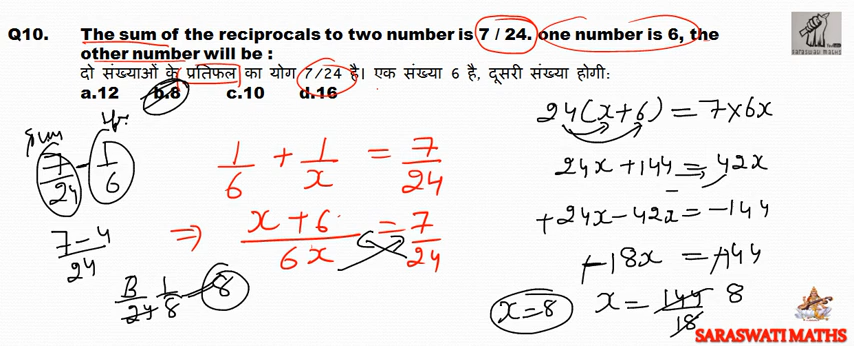 Q10. The sum of the reciprocals to two number is 7 / 24. one number is 6, the
other number will be :
दो संख्याओं के प्रतिफल का योग 7/24 है। एक संख्या 6 है, दूसरी संख्या होगी:
a.12 b.8 c.10 d.16
saraswati maths
Sum
7/24 - 1/6
7-4/24
1/8 8
1/6 + 1/x = 7/24
⇒ x+6/6x = 7/24
24(x+6) = 7×6x
24x+144 = 42x
+24x-42x = -144
-18x = -144
x = 144/18 8
x=8
SARASWATI MATHS